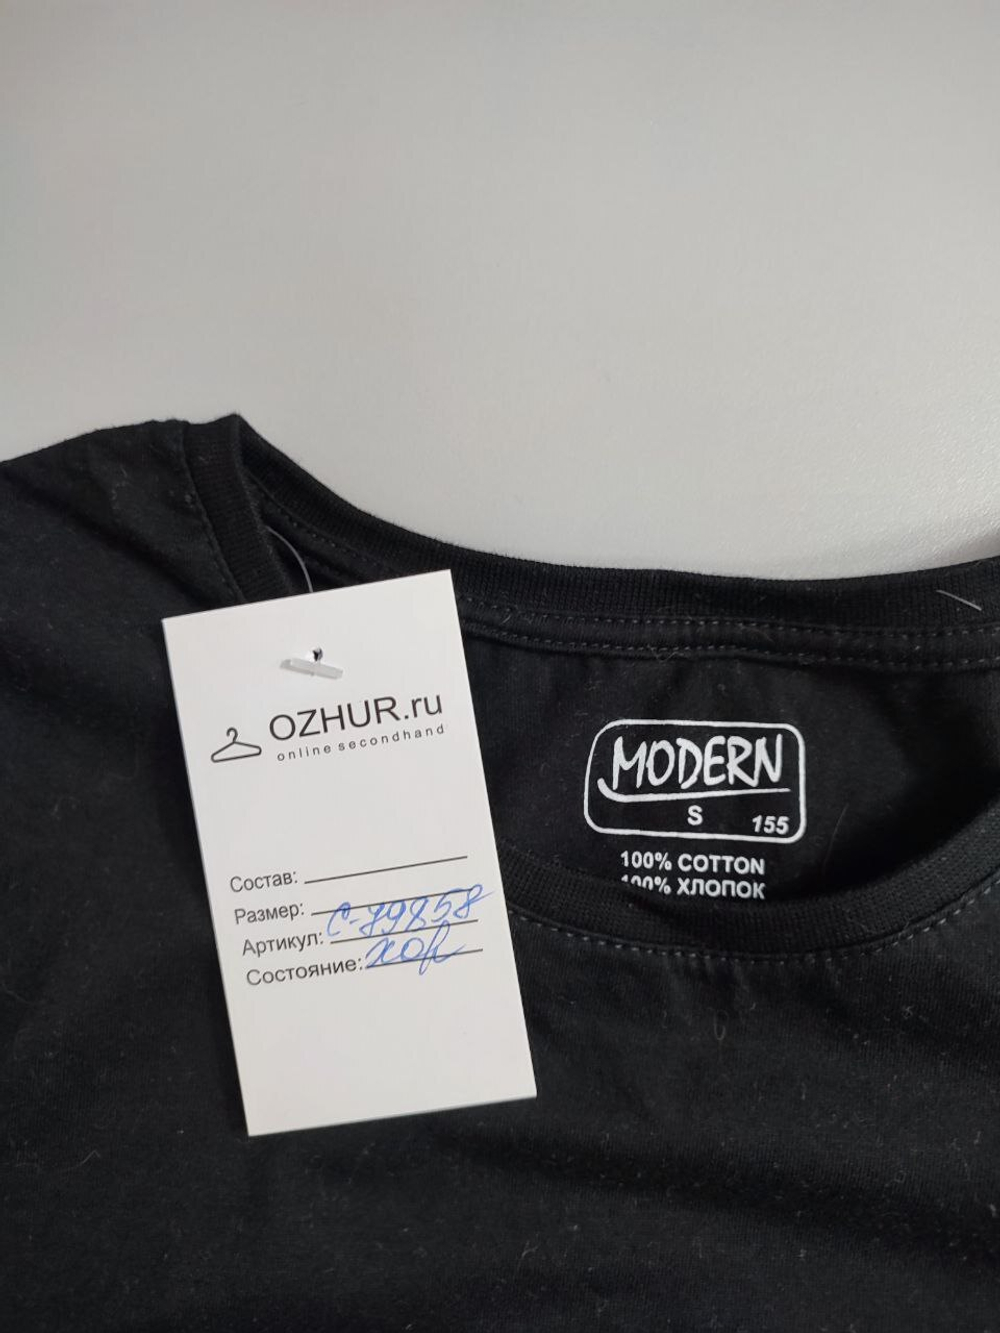 OZHUR.ru
online secondhand
Состав:
Размер:
Артикул: С-79858
Состояние: хор
MODERN
S 155
100% COTTON
100% ХЛОПОК